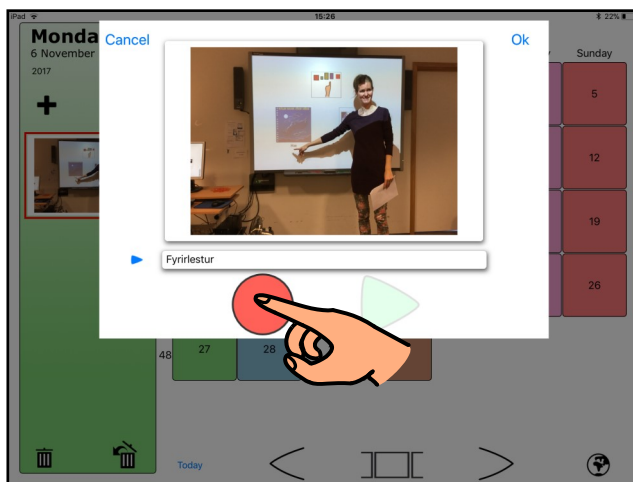 iPad
15:26
22%
Monda
6 November
2017
Cancel
Ok
Sunday
5
12
19
26
Fyrirlestur
48
27
28
Today